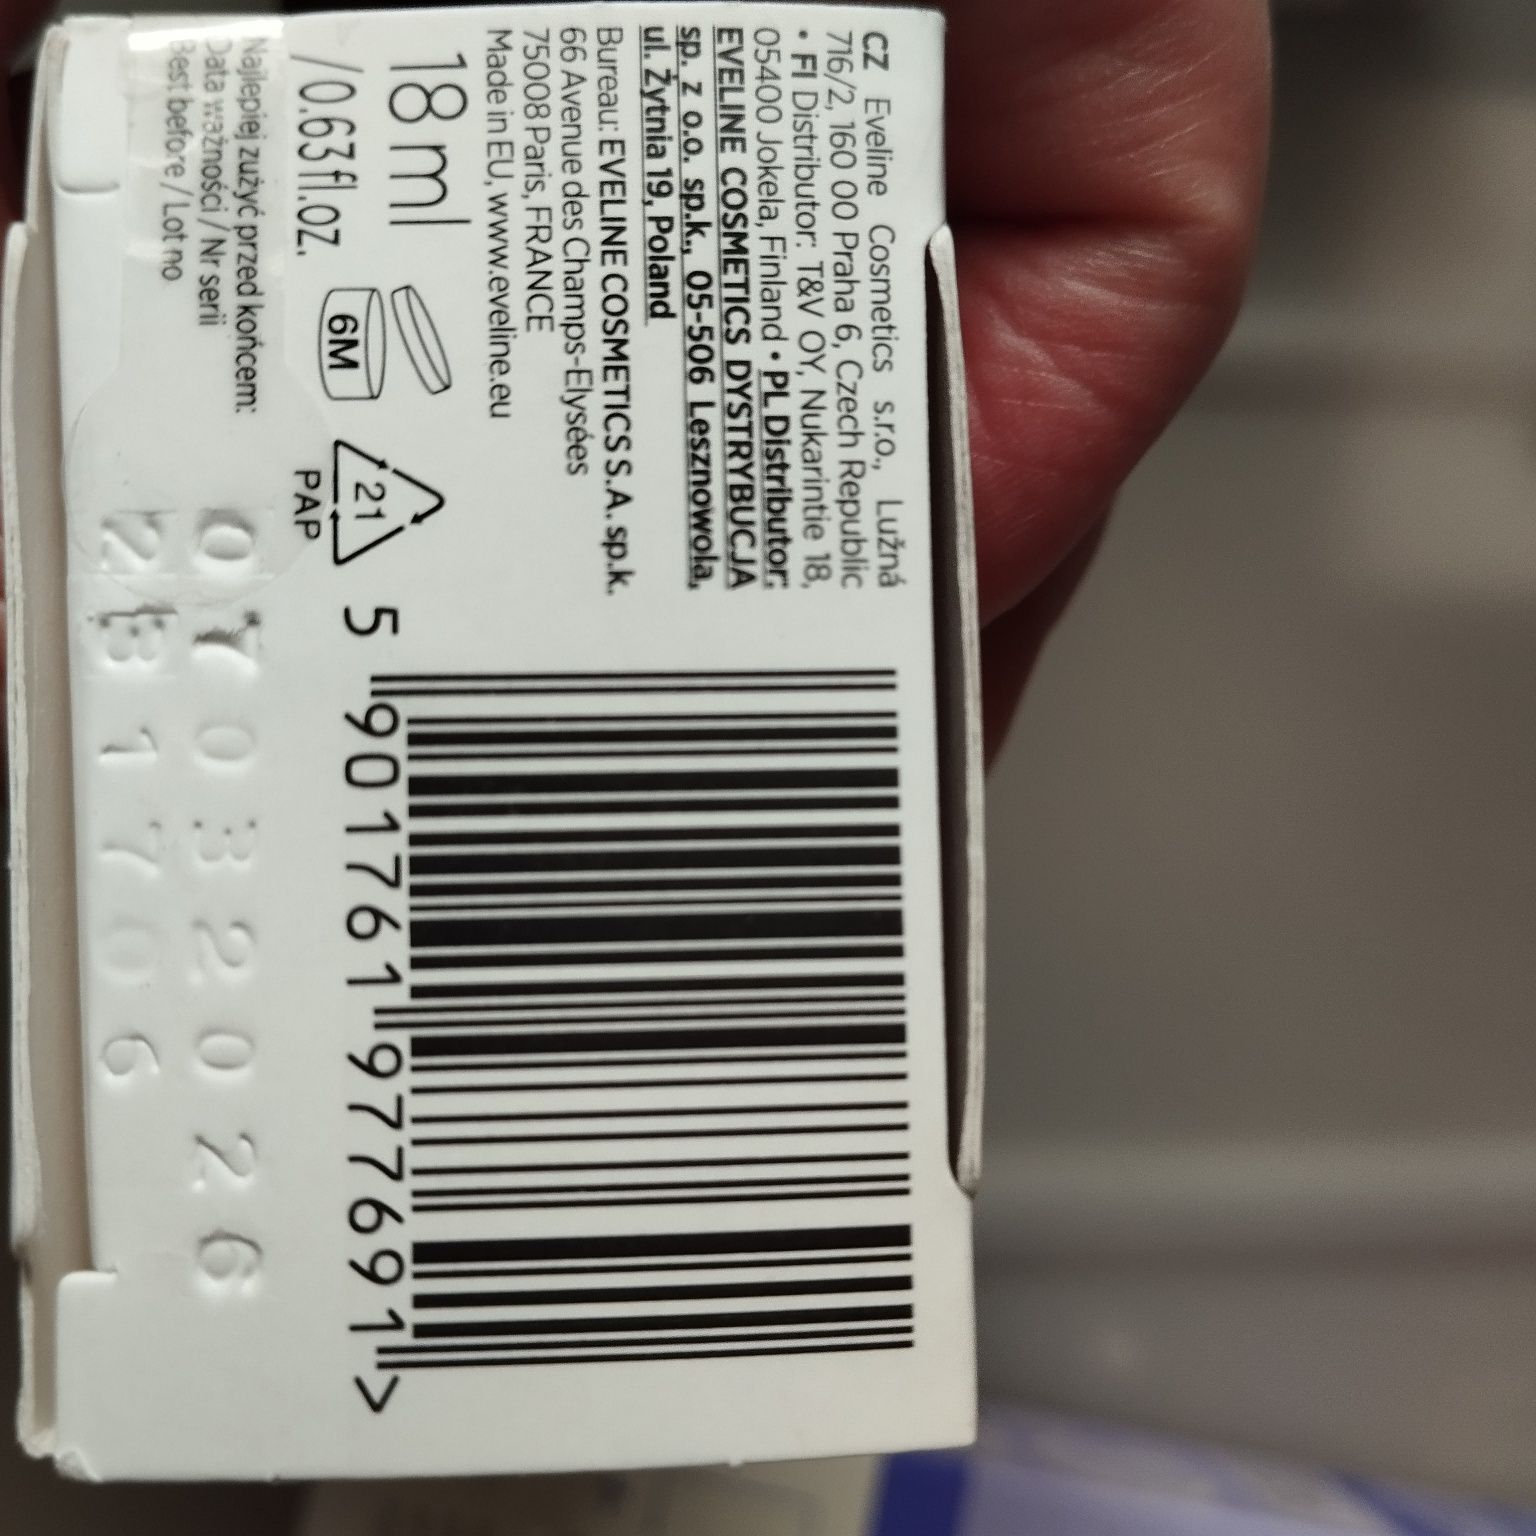 CZ Eveline Cosmetics s.r.o., Lužná
716/2, 160 00 Praha 6, Czech Republic
• FI Distributor: T&V OY, Nukarintie 18,
05400 Jokela, Finland • PL Distributor:
EVELINE COSMETICS DYSTRYBUCJA
sp. z o.o. sp.k., 05-506 Lesznowola,
ul. Żytnia 19, Poland
Bureau: EVELINE COSMETICS S.A. sp.k.
66 Avenue des Champs-Elysées
75008 Paris, FRANCE
Made in EU, www.eveline.eu
18 ml
/0.63fl.oz.
6M
21
PAP
5 901761 977691 >
Najlepiej zużyć przed końcem:
Data ważności / Nr serii
Best before / Lot no
07032026
2B1706